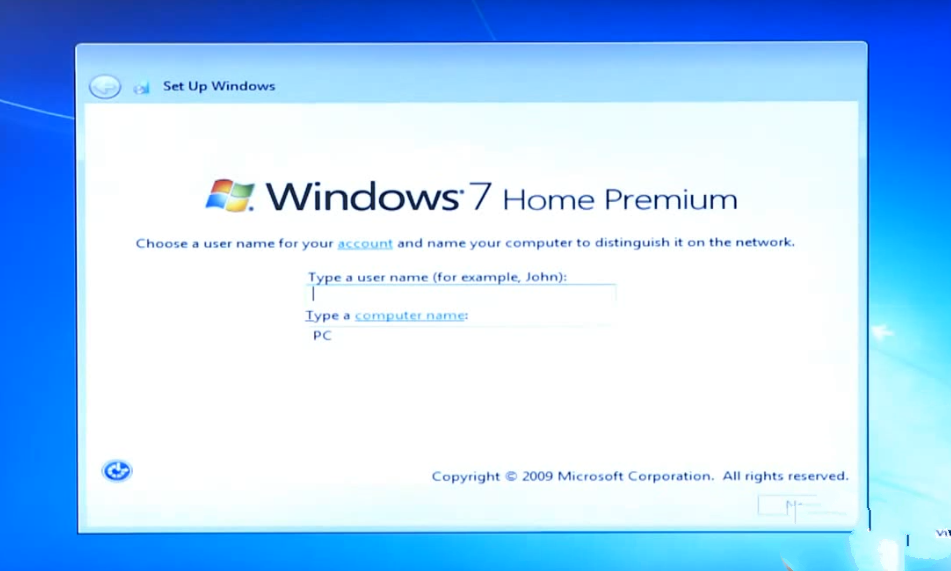 Set Up Windows
Windows 7 Home Premium
Choose a user name for your account and name your computer to distinguish it on the network.
Type a user name (for example, John):
Type a computer name:
PC
Copyright © 2009 Microsoft Corporation. All rights reserved.